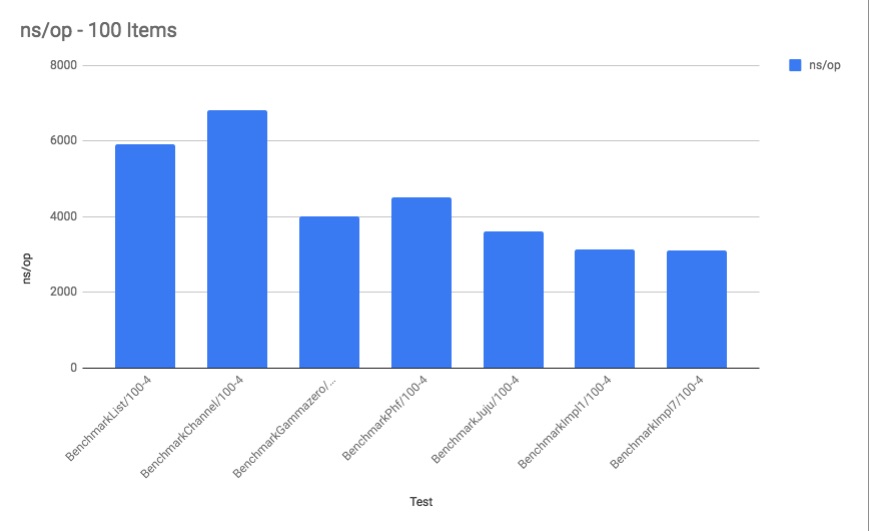 ns/op - 100 Items
ns/op
8000
6000
4000
2000
0
ns/op
BenchmarkList/100-4
BenchmarkChannel/100-4
BenchmarkGammazero/...
BenchmarkPhf/100-4
BenchmarkJuju/100-4
BenchmarkImpl1/100-4
BenchmarkImpl7/100-4
Test